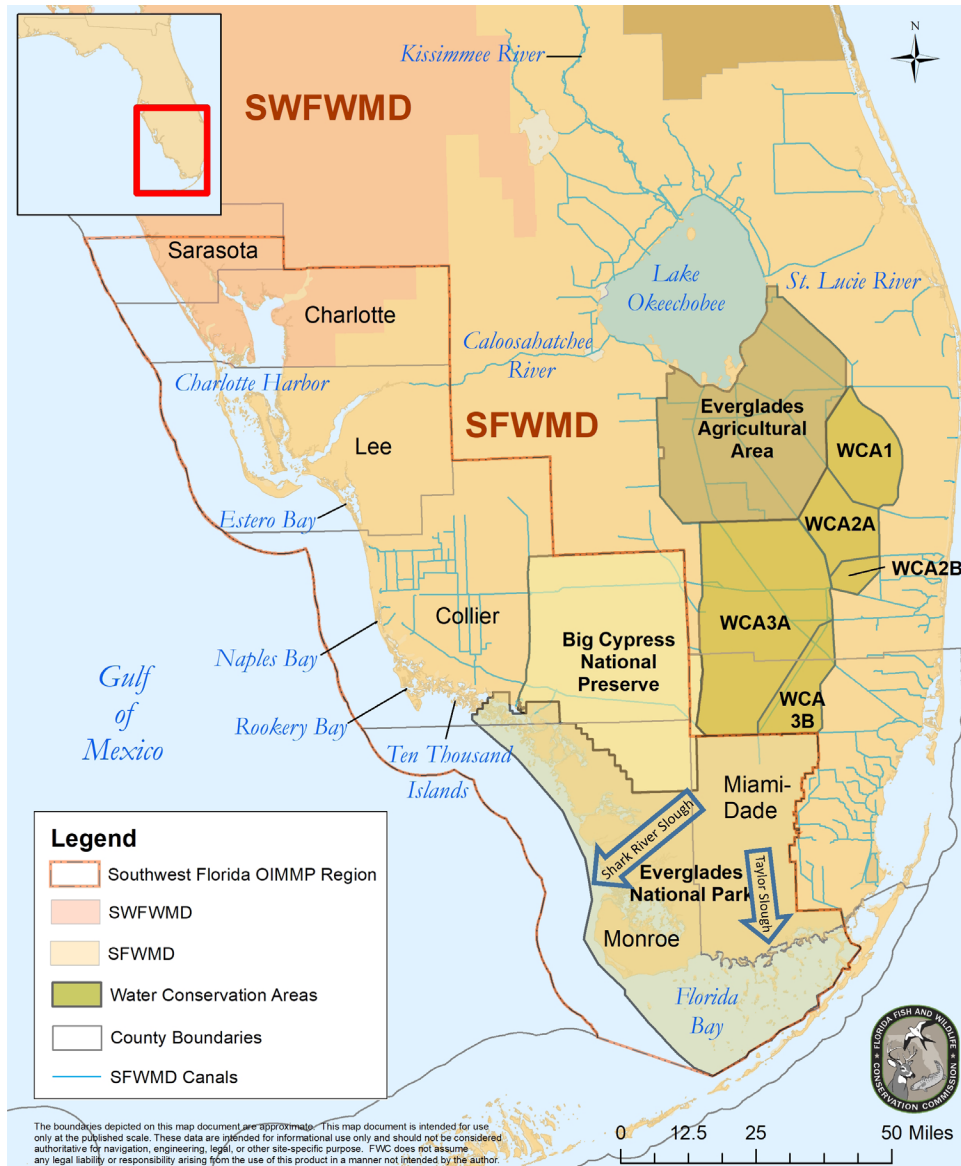 N
Kissimmee River
SWFWMD
Sarasota
Charlotte
Lake
Okeechobee
St. Lucie River
Caloosahatchee
River
Charlotte Harbor
SFWMD
Everglades
Agricultural
Area
WCA1
Lee
Estero Bay
WCA2A
WCA2B
Collier
WCA3A
Big Cypress
National
Preserve
Naples Bay
Gulf
of
Mexico
Rookery Bay
WCA
3B
Ten Thousand
Islands
Miami-
Dade
Shark River Slough
Everglades
National Park
Taylor Slough
Monroe
Florida
Bay
Legend
Southwest Florida OIMMP Region
SWFWMD
SFWMD
Water Conservation Areas
County Boundaries
SFWMD Canals
FLORIDA FISH AND WILDLIFE
CONSERVATION COMMISSION
The boundaries depicted on this map document are approximate. This map document is intended for use
only at the published scale. These data are intended for informational use only and should not be considered
authoritative for navigation, engineering, legal, or other site-specific purpose. FWC does not assume
any legal liability or responsibility arising from the use of this product in a manner not intended by the author.
0 12.5 25 50 Miles